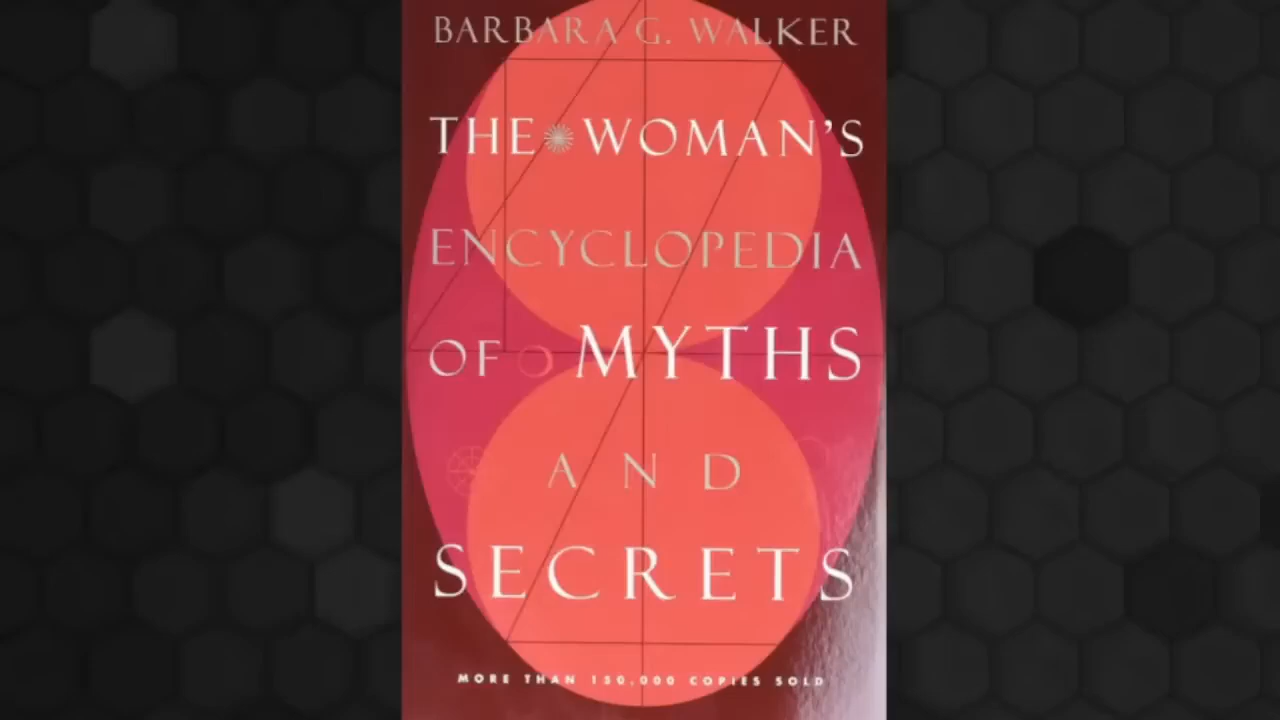 BARBARA G. WALKER
THE WOMAN'S
ENCYCLOPEDIA
OF MYTHS
AND
SECRETS
MORE THAN 150,000 COPIES SOLD